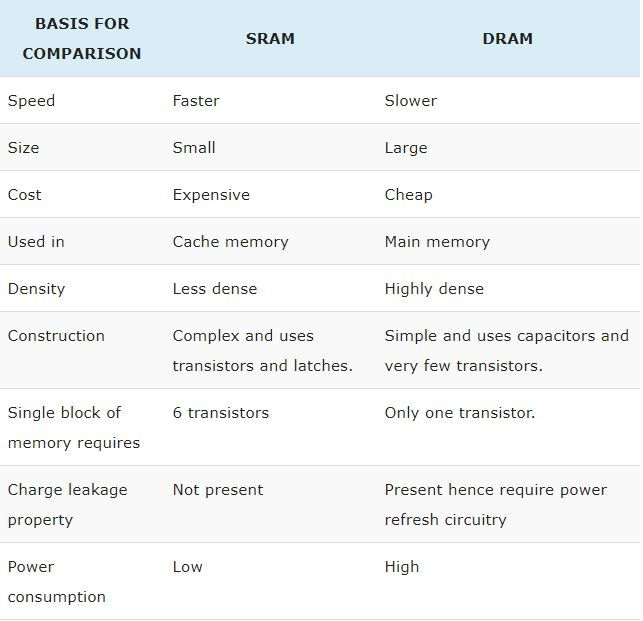 BASIS FOR COMPARISON SRAM DRAM
Speed Faster Slower
Size Small Large
Cost Expensive Cheap
Used in Cache memory Main memory
Density Less dense Highly dense
Construction Complex and uses Simple and uses capacitors and
transistors and latches. very few transistors.
Single block of 6 transistors Only one transistor.
memory requires
Charge leakage Not present Present hence require power
property refresh circuitry
Power Low High
consumption